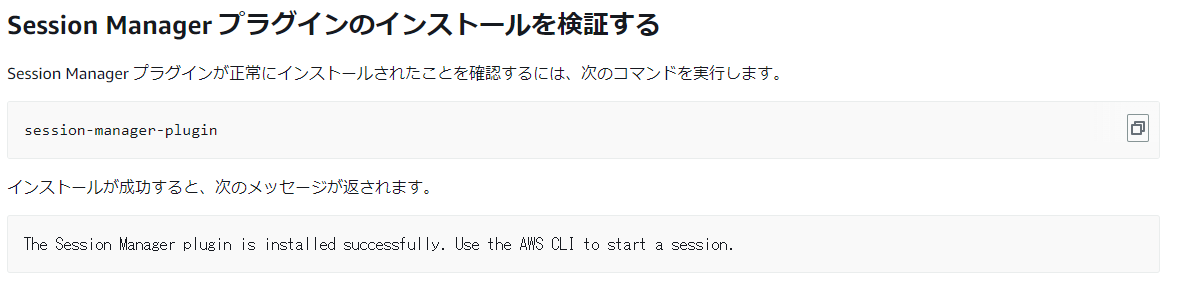 Session Manager プラグインのインストールを検証する
Session Manager プラグインが正常にインストールされたことを確認するには、次のコマンドを実行します。
session-manager-plugin
インストールが成功すると、次のメッセージが返されます。
The Session Manager plugin is installed successfully. Use the AWS CLI to start a session.